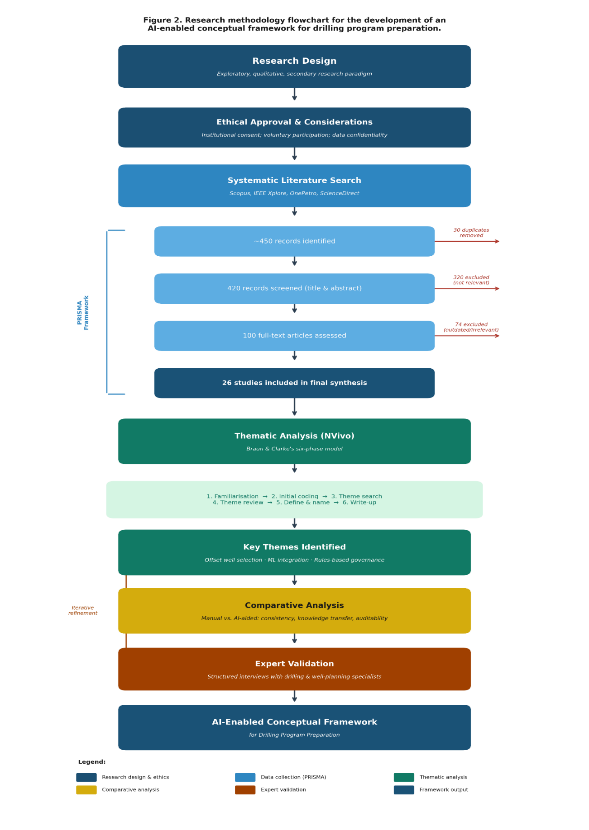 Figure 2. Research methodology flowchart for the development of an
AI-enabled conceptual framework for drilling program preparation.
Research Design
Exploratory, qualitative, secondary research paradigm
Ethical Approval & Considerations
Institutional consent; voluntary participation; data confidentiality
Systematic Literature Search
Scopus, IEEE Xplore, OnePetro, ScienceDirect
~450 records identified
30 duplicates
removed
420 records screened (title & abstract)
320 excluded
(not relevant)
PRISMA
Framework
100 full-text articles assessed
74 excluded
(outdated/irrelevant)
26 studies included in final synthesis
Thematic Analysis (NVivo)
Braun & Clarke's six-phase model
1. Familiarisation → 2. Initial coding → 3. Theme search
4. Theme review → 5. Define & name → 6. Write-up
Key Themes Identified
Offset well selection · ML integration · Rules-based governance
Comparative Analysis
Manual vs. AI-aided: consistency, knowledge transfer, auditability
Iterative
refinement
Expert Validation
Structured interviews with drilling & well-planning specialists
AI-Enabled Conceptual Framework
for Drilling Program Preparation
Legend:
Research design & ethics
Data collection (PRISMA)
Thematic analysis
Comparative analysis
Expert validation
Framework output